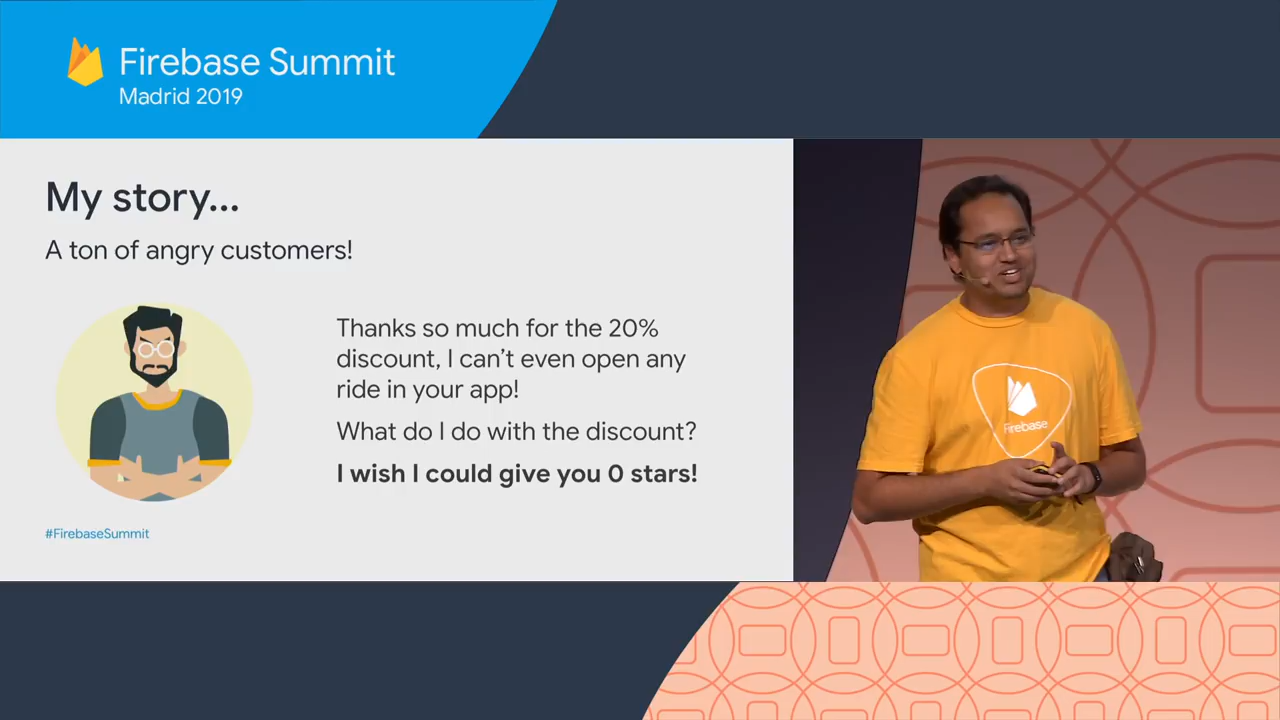 Firebase Summit
Madrid 2019
My story...
A ton of angry customers!
Thanks so much for the 20%
discount, I can't even open any
ride in your app!
What do I do with the discount?
I wish I could give you 0 stars!
#FirebaseSummit
Firebase